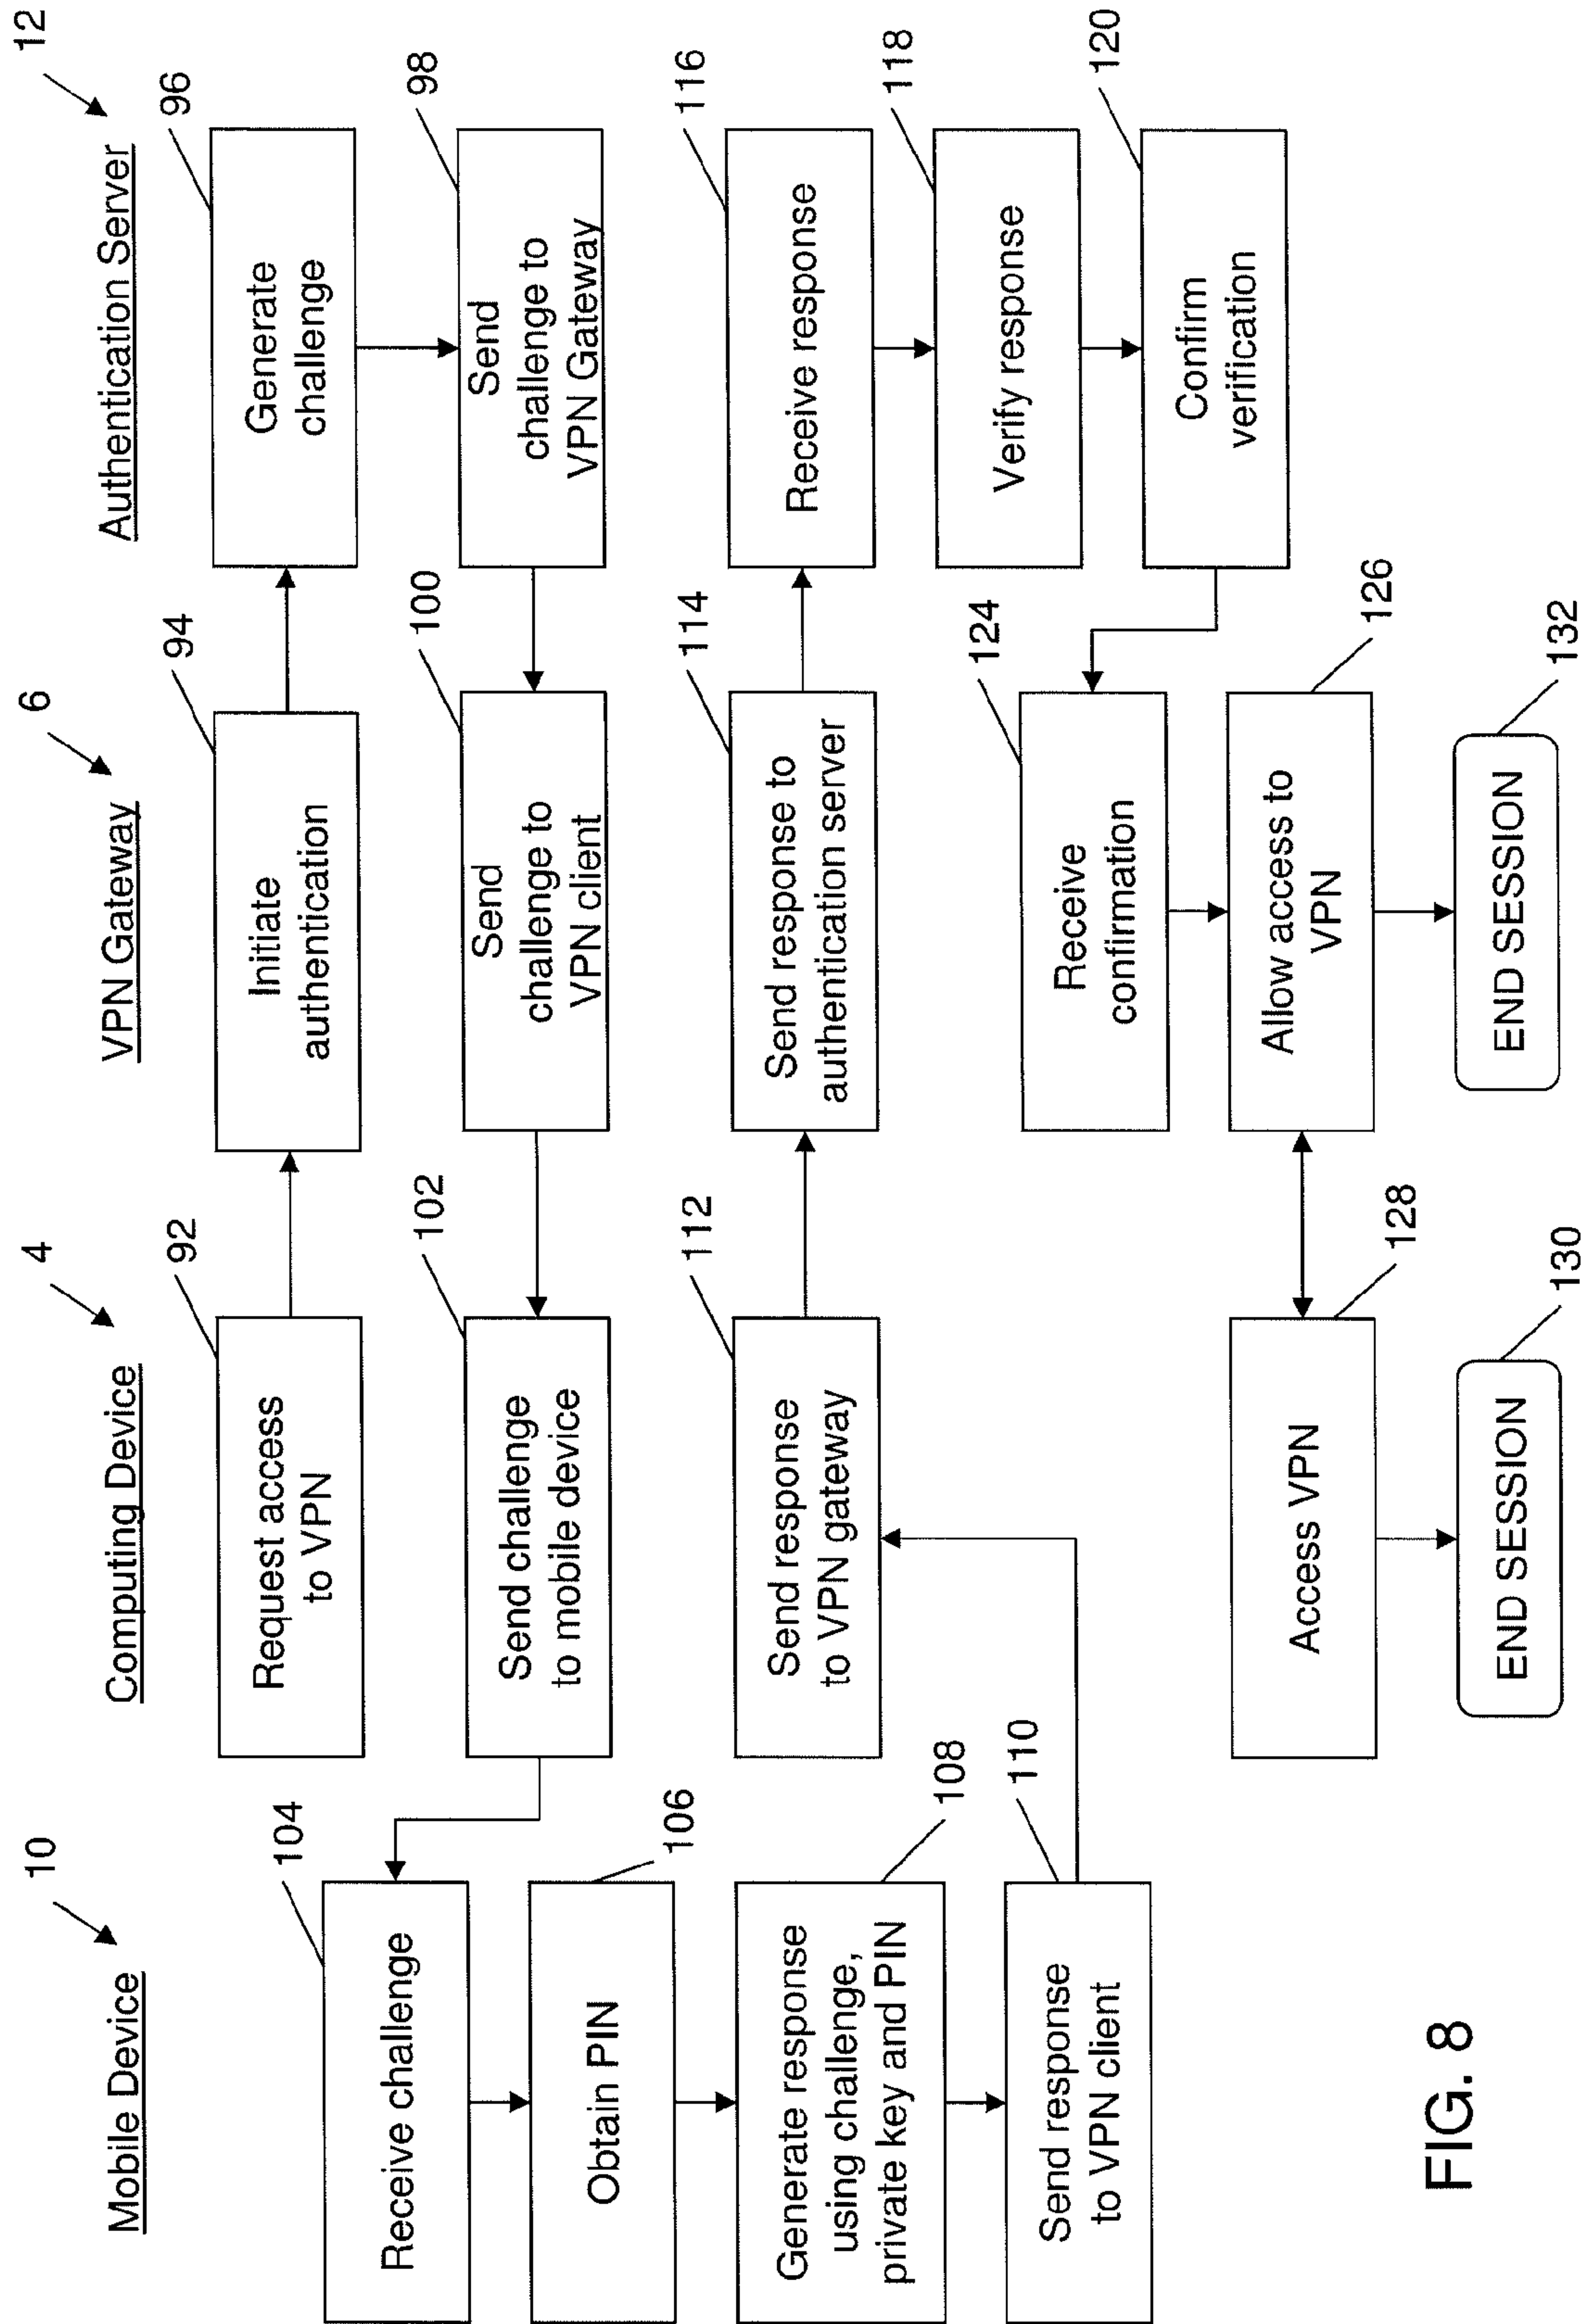 10
Mobile Device
4
Computing Device
6
VPN Gateway
12
Authentication Server
92
Request access
to VPN
94
Initiate
authentication
96
Generate
challenge
98
Send
challenge to
VPN Gateway
100
Send
challenge to
VPN client
102
Send challenge
to mobile device
104
Receive challenge
106
Obtain PIN
108
Generate response
using challenge,
private key and PIN
110
Send response
to VPN client
112
Send response
to VPN gateway
114
Send response to
authentication server
116
Receive response
118
Verify response
120
Confirm
verification
124
Receive
confirmation
126
Allow access to
VPN
128
Access VPN
130
END SESSION
132
END SESSION
FIG. 8